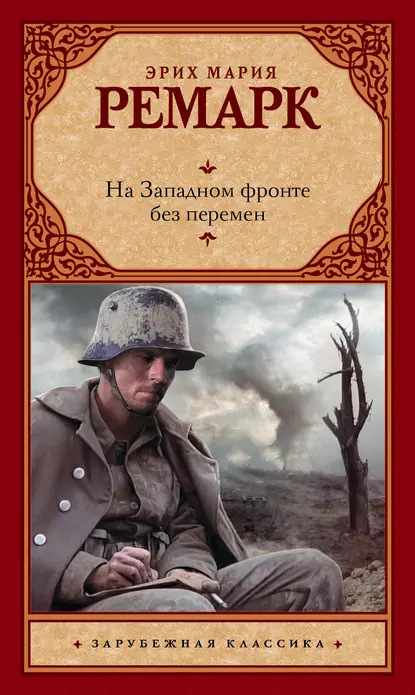 ЭРИХ МАРИЯ
РЕМАРК
На Западном фронте
без перемен
ЗАРУБЕЖНАЯ КЛАССИКА